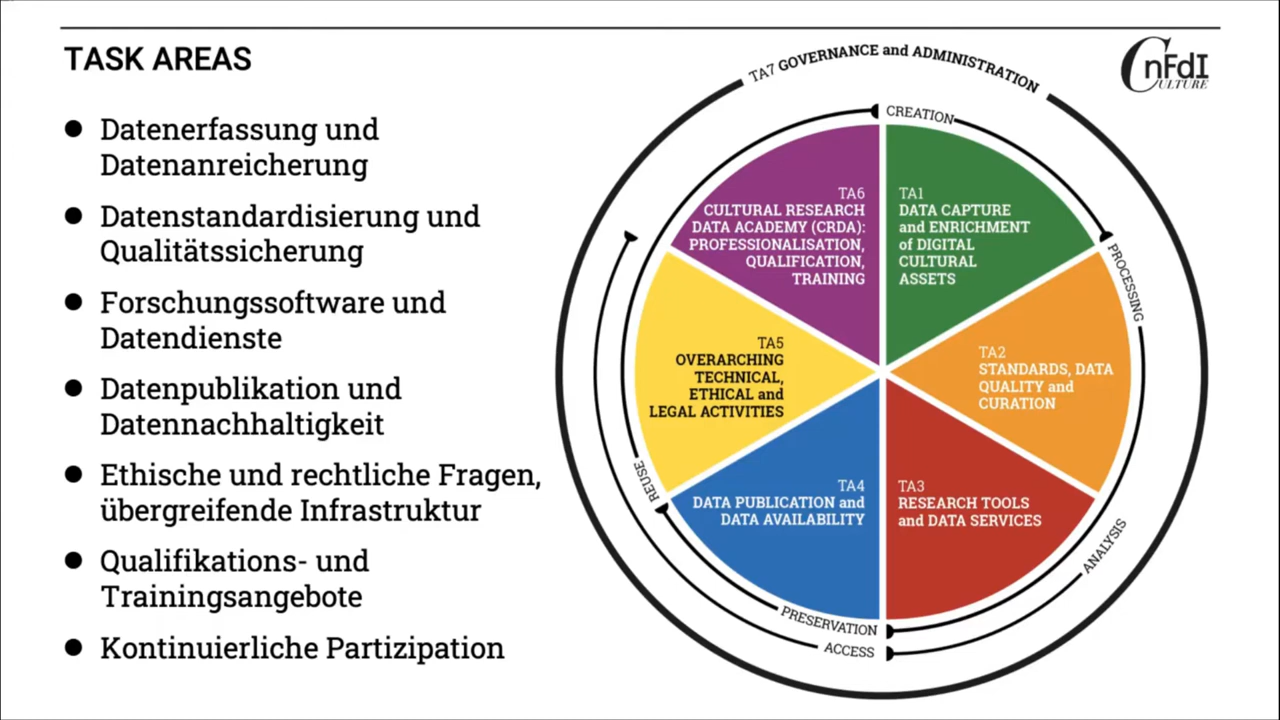 TASK AREAS
● Datenerfassung und
Datenanreicherung
● Datenstandardisierung und
Qualitätssicherung
● Forschungssoftware und
Datendienste
● Datenpublikation und
Datennachhaltigkeit
● Ethische und rechtliche Fragen,
übergreifende Infrastruktur
● Qualifikations- und
Trainingsangebote
● Kontinuierliche Partizipation
nFdI
CULTURE
TA7 GOVERNANCE and ADMINISTRATION
CREATION
PROCESSING
ANALYSIS
PRESERVATION
ACCESS
REUSE
TA1
DATA CAPTURE
and ENRICHMENT
of DIGITAL
CULTURAL
ASSETS
TA2
STANDARDS, DATA
QUALITY and
CURATION
TA3
RESEARCH TOOLS
and DATA SERVICES
TA4
DATA PUBLICATION and
DATA AVAILABILITY
TA5
OVERARCHING
TECHNICAL,
ETHICAL and
LEGAL ACTIVITIES
TA6
CULTURAL RESEARCH
DATA ACADEMY (CRDA):
PROFESSIONALISATION,
QUALIFICATION,
TRAINING